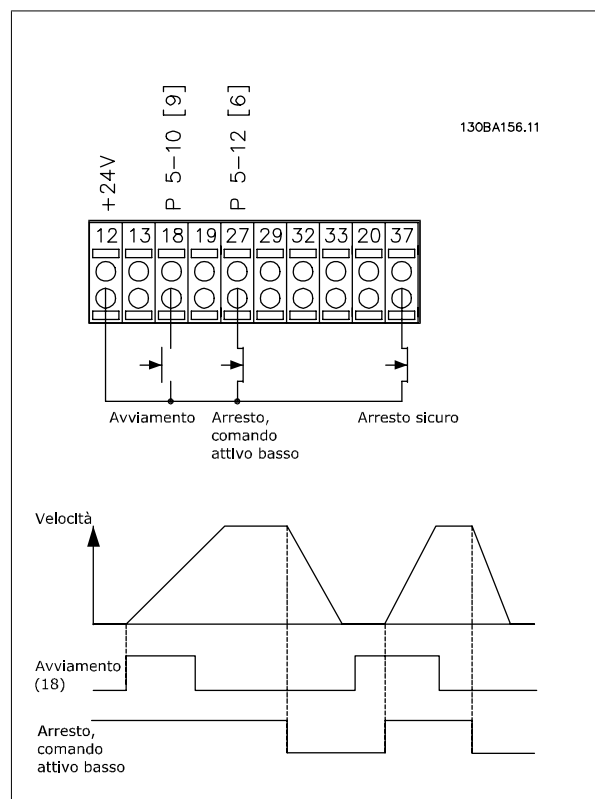 +24V
P 5-10 [9]
P 5-12 [6]
130BA156.11
12 13 18 19 27 29 32 33 20 37
Avviamento
Arresto,
comando
attivo basso
Arresto sicuro
Velocità
Avviamento
(18)
Arresto,
comando
attivo basso